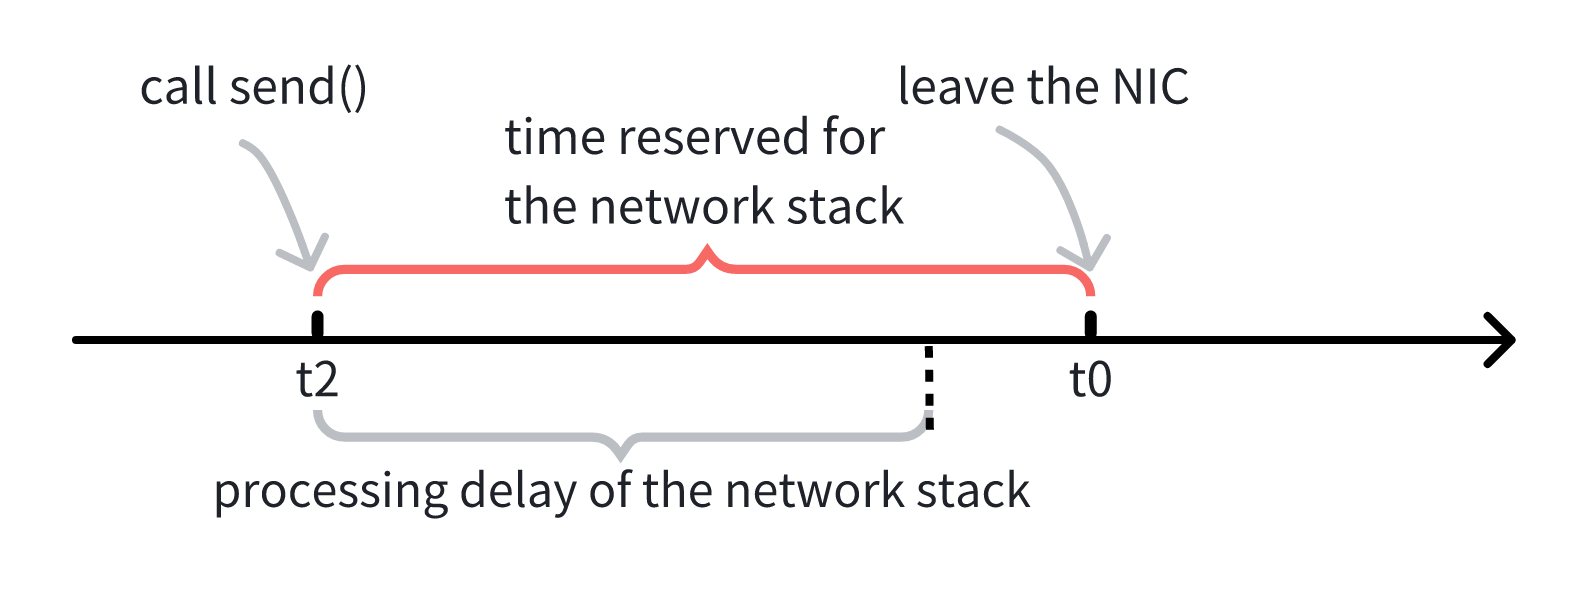 call send()
leave the NIC
time reserved for
the network stack
t2
t0
processing delay of the network stack